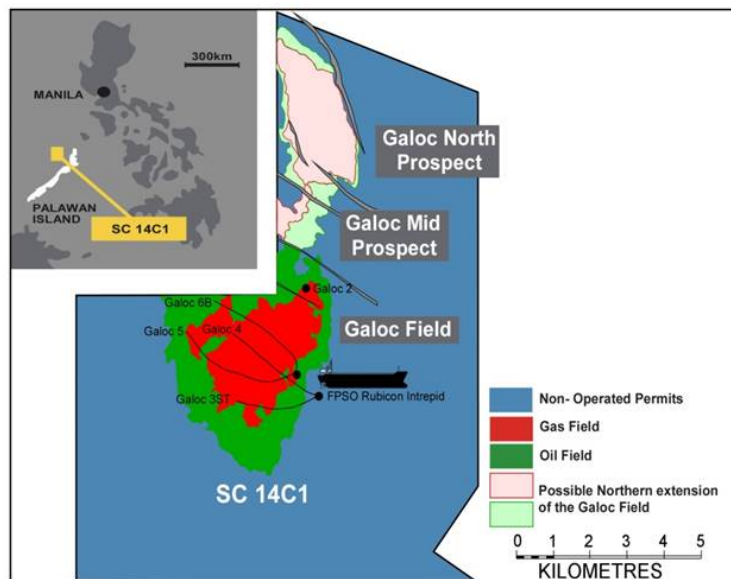 300km
MANILA
PALAWAN
ISLAND
SC 14C1
Galoc North
Prospect
Galoc Mid
Prospect
Galoc 2
Galoc 6B
Galoc 5
Galoc 4
Galoc Field
Galoc 3ST
FPSO Rubicon Intrepid
SC 14C1
Non- Operated Permits
Gas Field
Oil Field
Possible Northern extension
of the Galoc Field
0 1 2 3 4 5
KILOMETRES